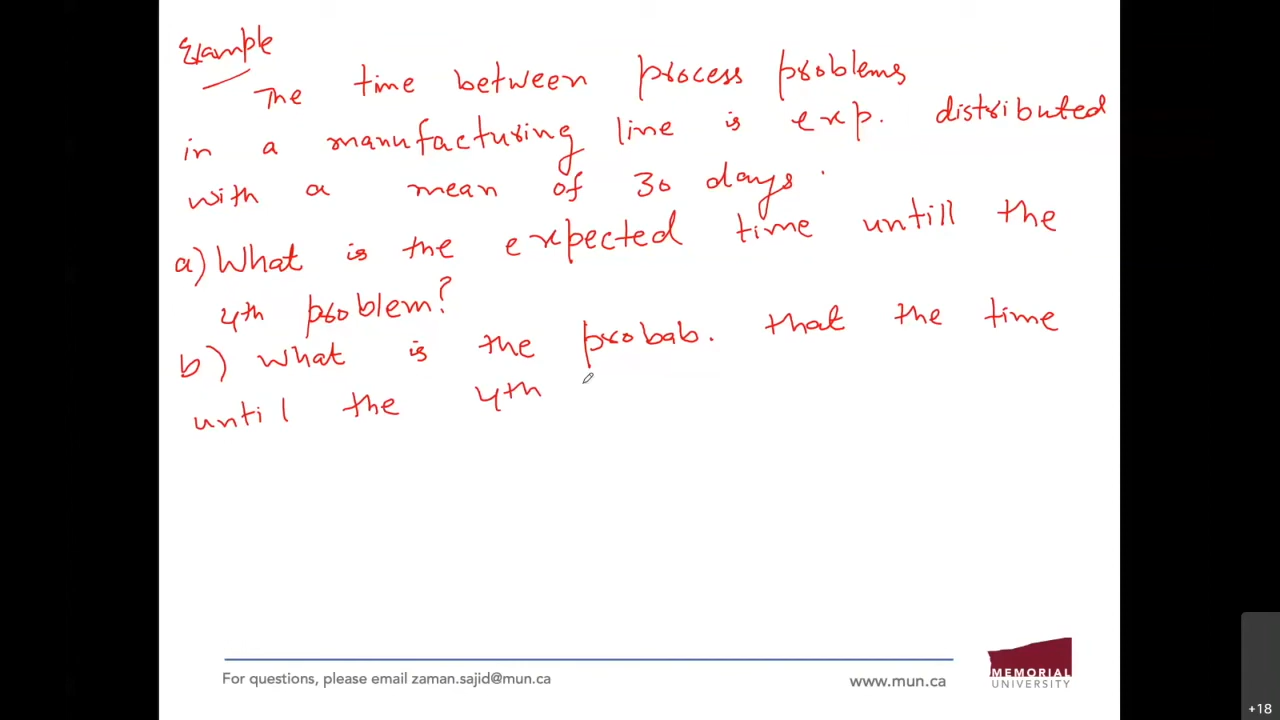 Example
The time between process problems
in a manufacturing line is exp. distributed
with a mean of 30 days.
a) What is the expected time untill the
4th problem?
b) What is the probab. that the time
until the 4th
For questions, please email zaman.sajid@mun.ca
www.mun.ca
MEMORIAL
UNIVERSITY
+18